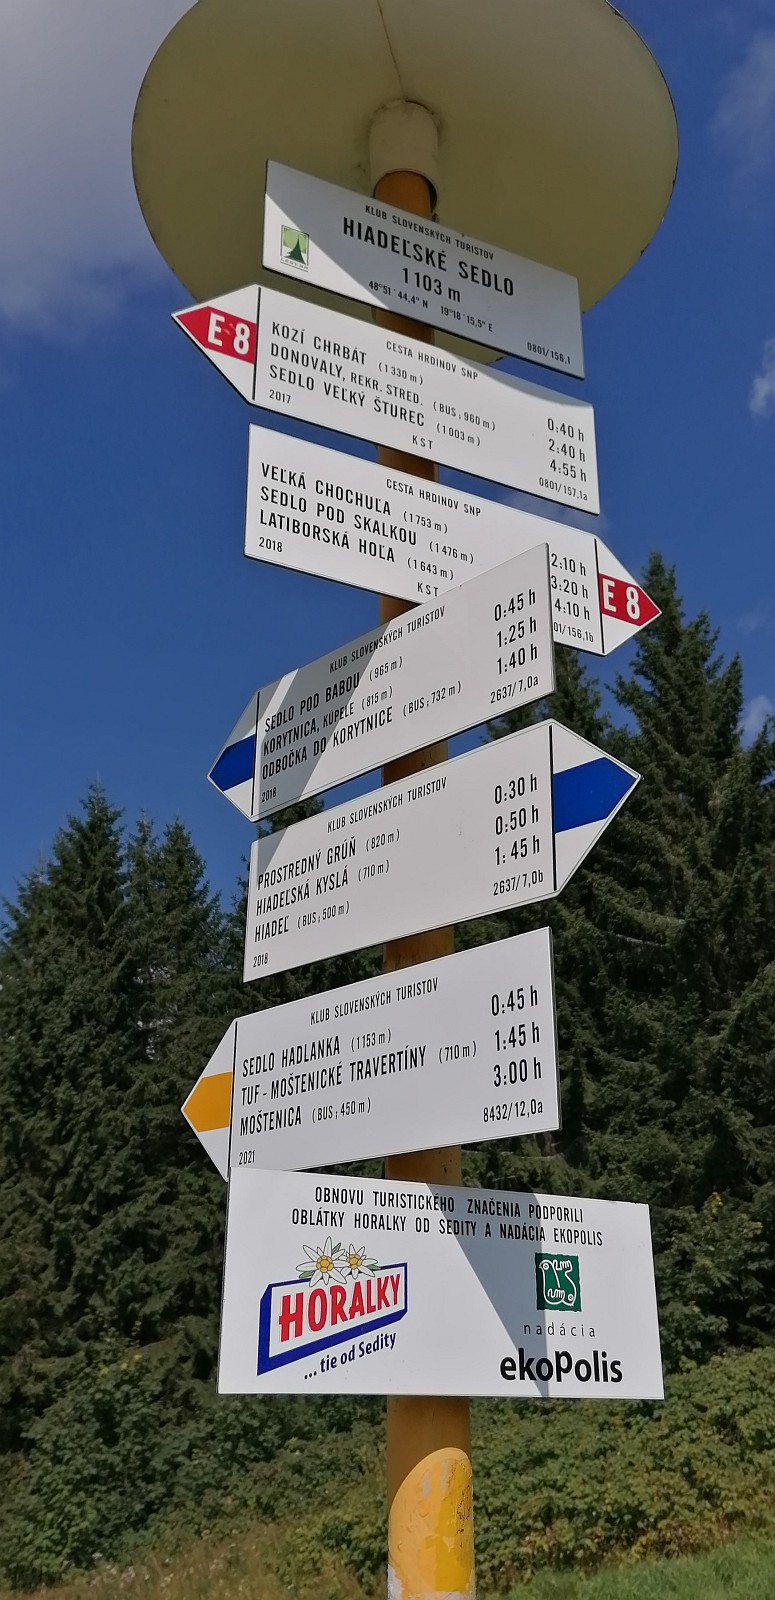 KLUB SLOVENSKÝCH TURISTOV
HIADEĽSKÉ SEDLO
1103 m
48°51´44,4" N 19°18´15,5" E
0801/156,1
E 8
CESTA HRDINOV SNP
KOZÍ CHRBÁT (1330 m) 0:40 h
DONOVALY, REKR. STRED. (BUS; 960 m) 2:40 h
SEDLO VEĽKÝ ŠTUREC (1003 m) 4:55 h
2017 KST 0801/157,1a
CESTA HRDINOV SNP
VEĽKÁ CHOCHUĽA (1753 m) 2:10 h
SEDLO POD SKALKOU (1476 m) 3:20 h
LATIBORSKÁ HOĽA (1643 m) 4:10 h
2018 KST 01/156,1b
E 8
KLUB SLOVENSKÝCH TURISTOV
SEDLO POD BABOU (965 m) 0:45 h
KORYTNICA, KÚPELE (815 m) 1:25 h
ODBOČKA DO KORYTNICE (BUS; 732 m) 1:40 h
2018 2637/7,0a
KLUB SLOVENSKÝCH TURISTOV
PROSTREDNÝ GRÚŇ (820 m) 0:30 h
HIADEĽSKÁ KYSLÁ (710 m) 0:50 h
HIADEĽ (BUS; 500 m) 1:45 h
2018 2637/7,0b
KLUB SLOVENSKÝCH TURISTOV
SEDLO HADLANKA (1153 m) 0:45 h
TUF - MOŠTENICKÉ TRAVERTÍNY (710 m) 1:45 h
MOŠTENICA (BUS; 450 m) 3:00 h
2021 8432/12,0a
OBNOVU TURISTICKÉHO ZNAČENIA PODPORILI
OBLÁTKY HORALKY OD SEDITY A NADÁCIA EKOPOLIS
HORALKY
...tie od Sedity
nadácia
ekopolis